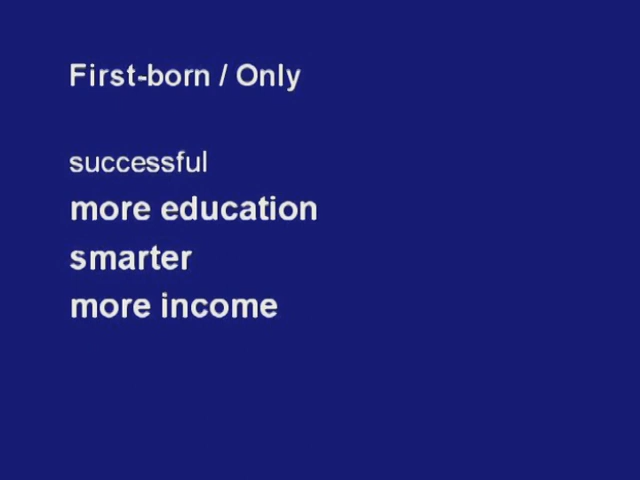 First-born / Only
successful
more education
smarter
more income